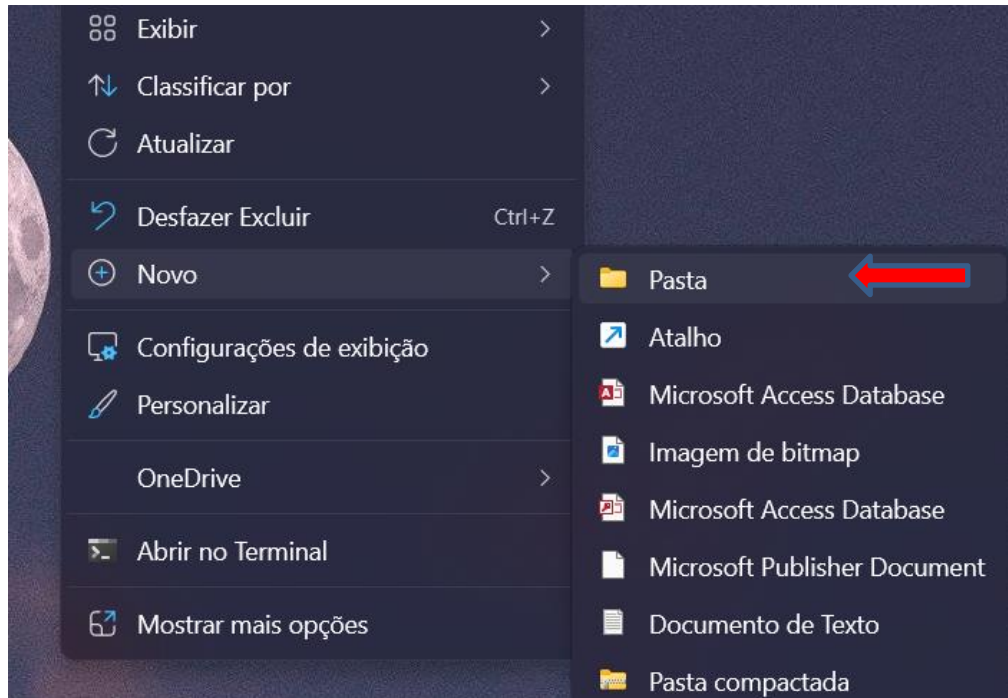 Exibir
Classificar por
Atualizar
Desfazer Excluir Ctrl+Z
Novo
Configurações de exibição
Personalizar
OneDrive
Abrir no Terminal
Mostrar mais opções
Pasta
Atalho
Microsoft Access Database
Imagem de bitmap
Microsoft Access Database
Microsoft Publisher Document
Documento de Texto
Pasta compactada